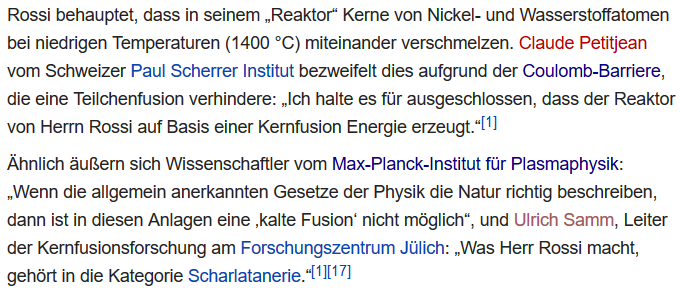 Rossi behauptet, dass in seinem „Reaktor“ Kerne von Nickel- und Wasserstoffatomen
bei niedrigen Temperaturen (1400 °C) miteinander verschmelzen. Claude Petitjean
vom Schweizer Paul Scherrer Institut bezweifelt dies aufgrund der Coulomb-Barriere,
die eine Teilchenfusion verhindere: „Ich halte es für ausgeschlossen, dass der Reaktor
von Herrn Rossi auf Basis einer Kernfusion Energie erzeugt.“[1]
Ähnlich äußern sich Wissenschaftler vom Max-Planck-Institut für Plasmaphysik:
„Wenn die allgemein anerkannten Gesetze der Physik die Natur richtig beschreiben,
dann ist in diesen Anlagen eine ‚kalte Fusion‘ nicht möglich“, und Ulrich Samm, Leiter
der Kernfusionsforschung am Forschungszentrum Jülich: „Was Herr Rossi macht,
gehört in die Kategorie Scharlatanerie.“[1][17]